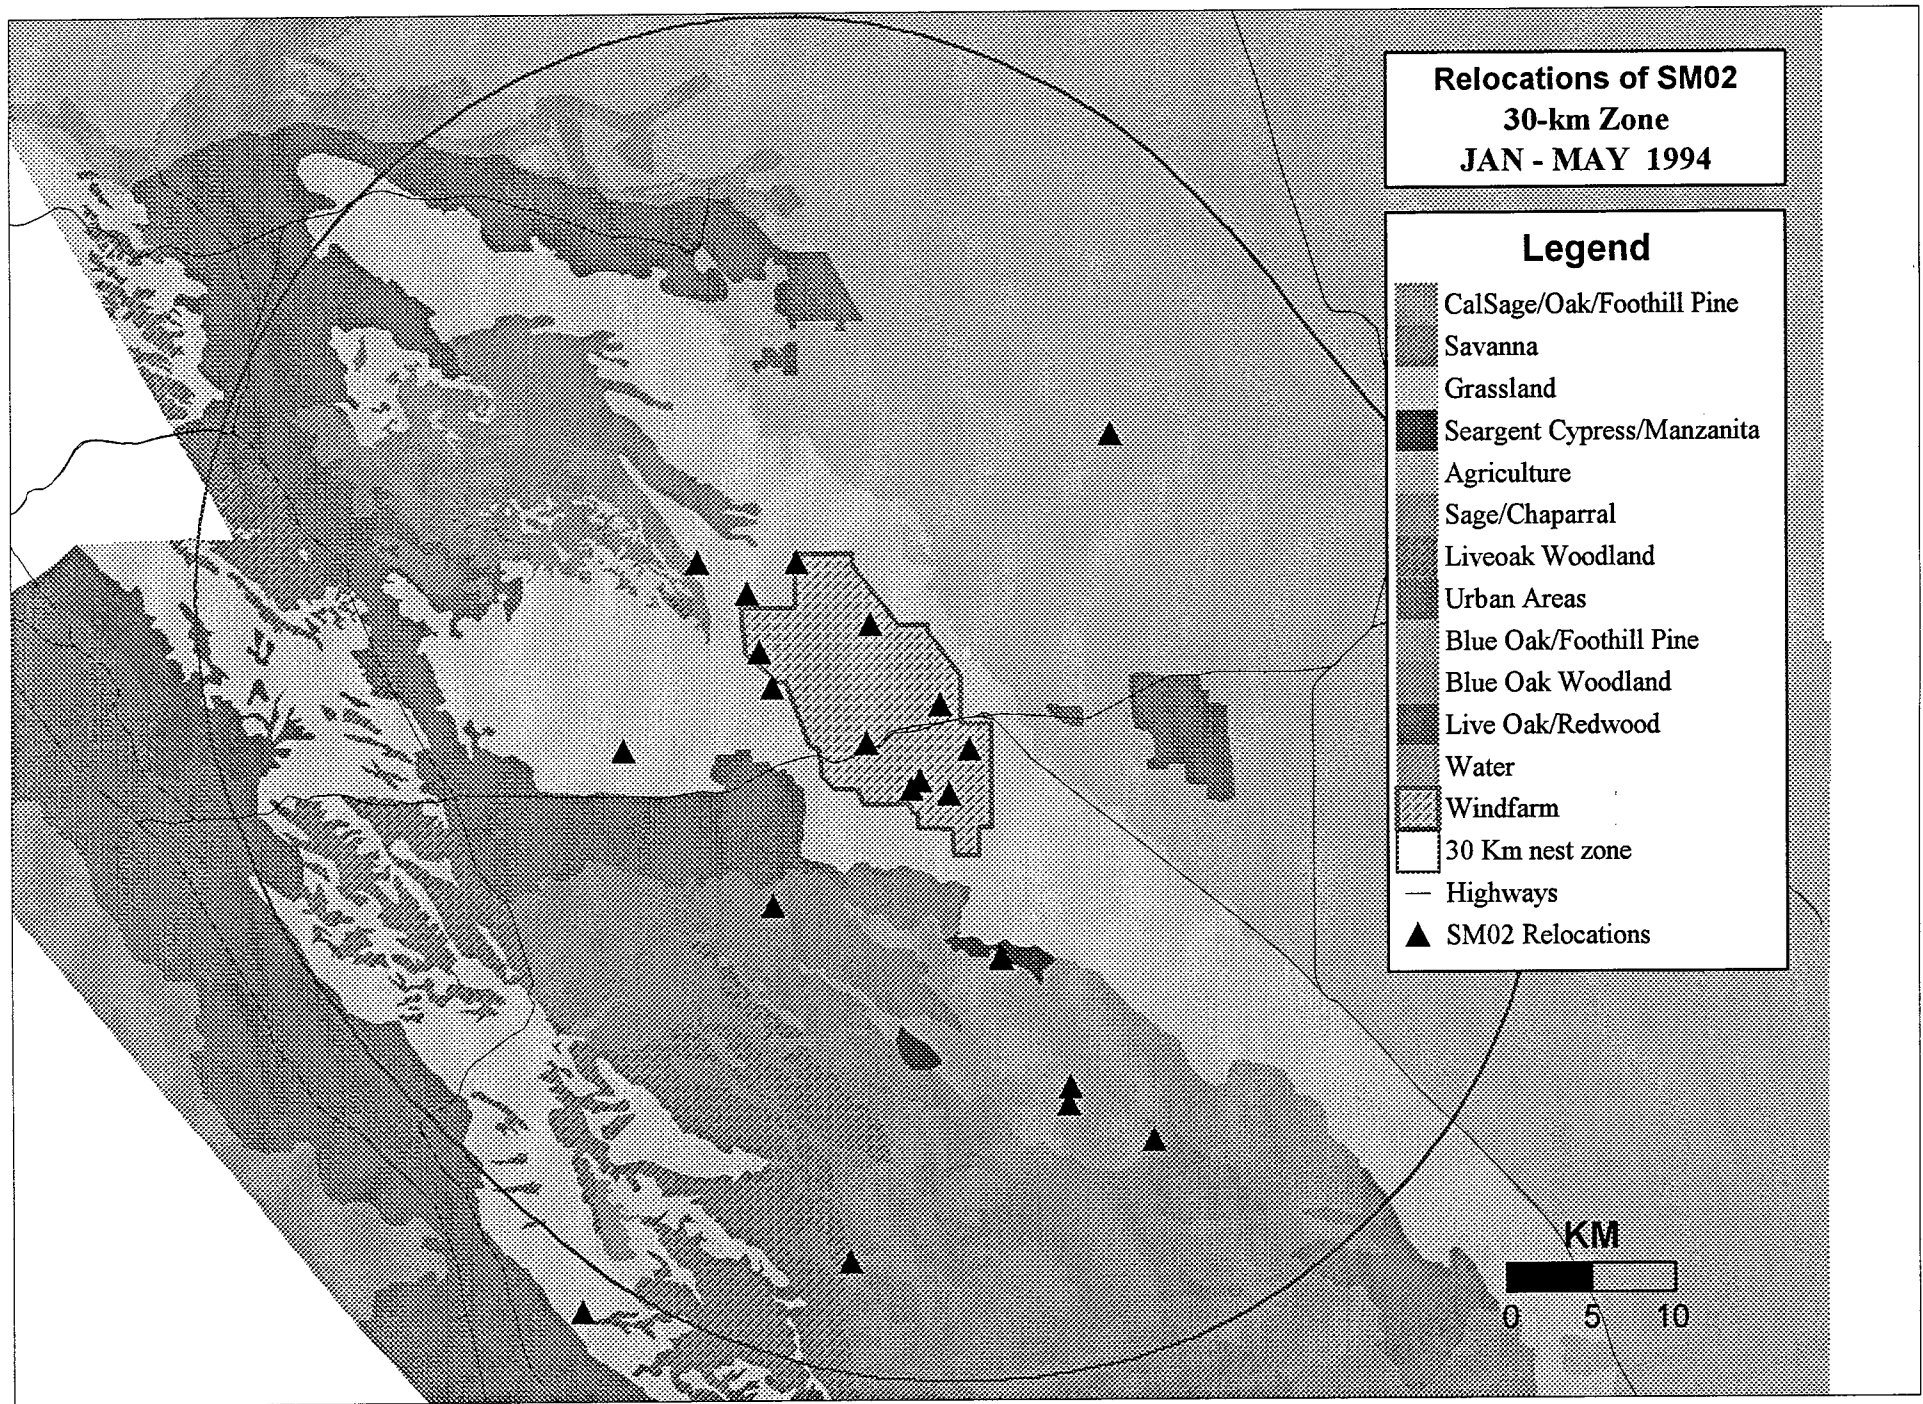 Relocations of SM02
30-km Zone
JAN - MAY 1994
Legend
CalSage/Oak/Foothill Pine
Savanna
Grassland
Seargent Cypress/Manzanita
Agriculture
Sage/Chaparral
Liveoak Woodland
Urban Areas
Blue Oak/Foothill Pine
Blue Oak Woodland
Live Oak/Redwood
Water
Windfarm
30 Km nest zone
Highways
SM02 Relocations
KM
0 5 10